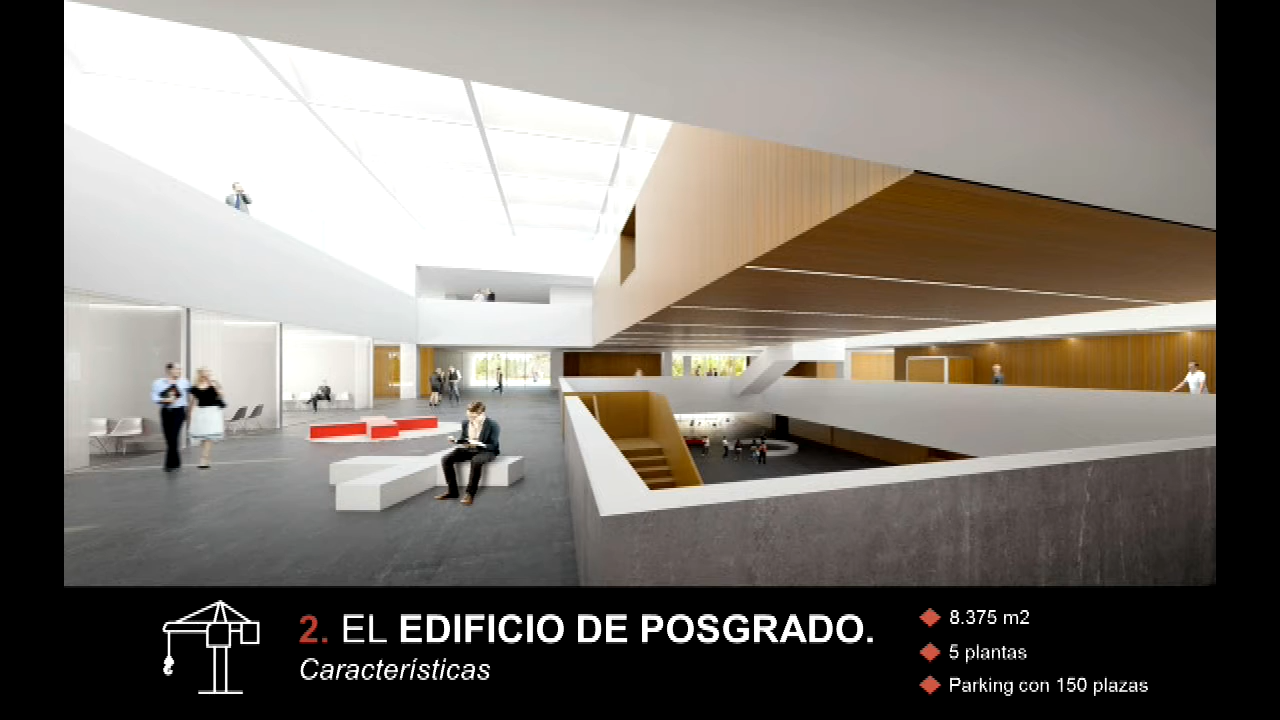 2. EL EDIFICIO DE POSGRADO.
Características
8.375 m2
5 plantas
Parking con 150 plazas